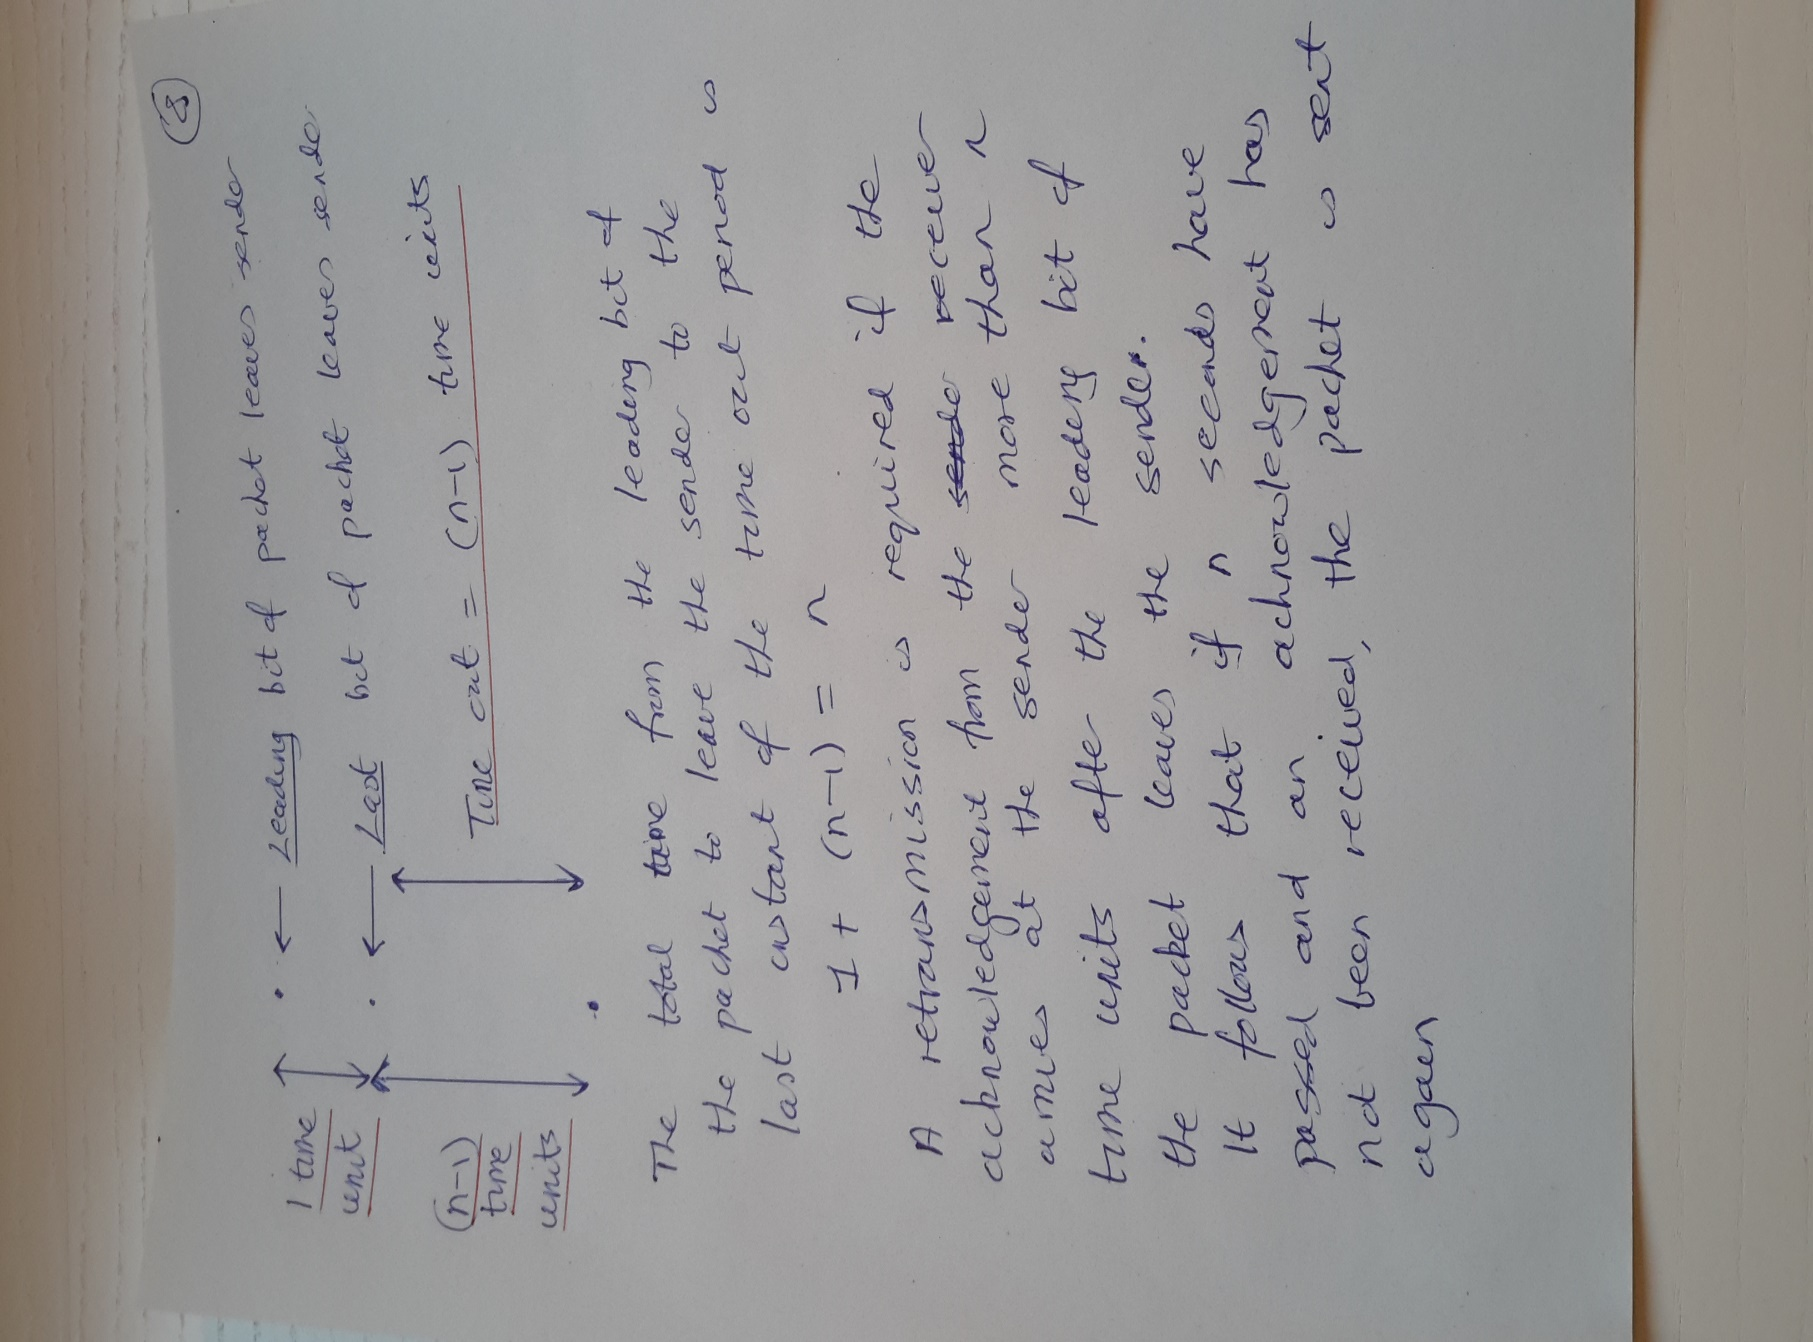 8
← Leading bit of packet leaves sender
1 time
unit
← Last bit of packet leaves sender
(n-1)
time
units
Time out = (n-1) time units
The total time from the leading bit of
the packet to leave the sender to the
last instant of the time out period is
1 + (n-1) = n
A retransmission is required if the
acknowledgement from the sender receiver
arrives at the sender more than n
time units after the leading bit of
the packet leaves the sender.
It follows that if n seconds have
passed and an acknowledgement has
not been received, the packet is sent
again